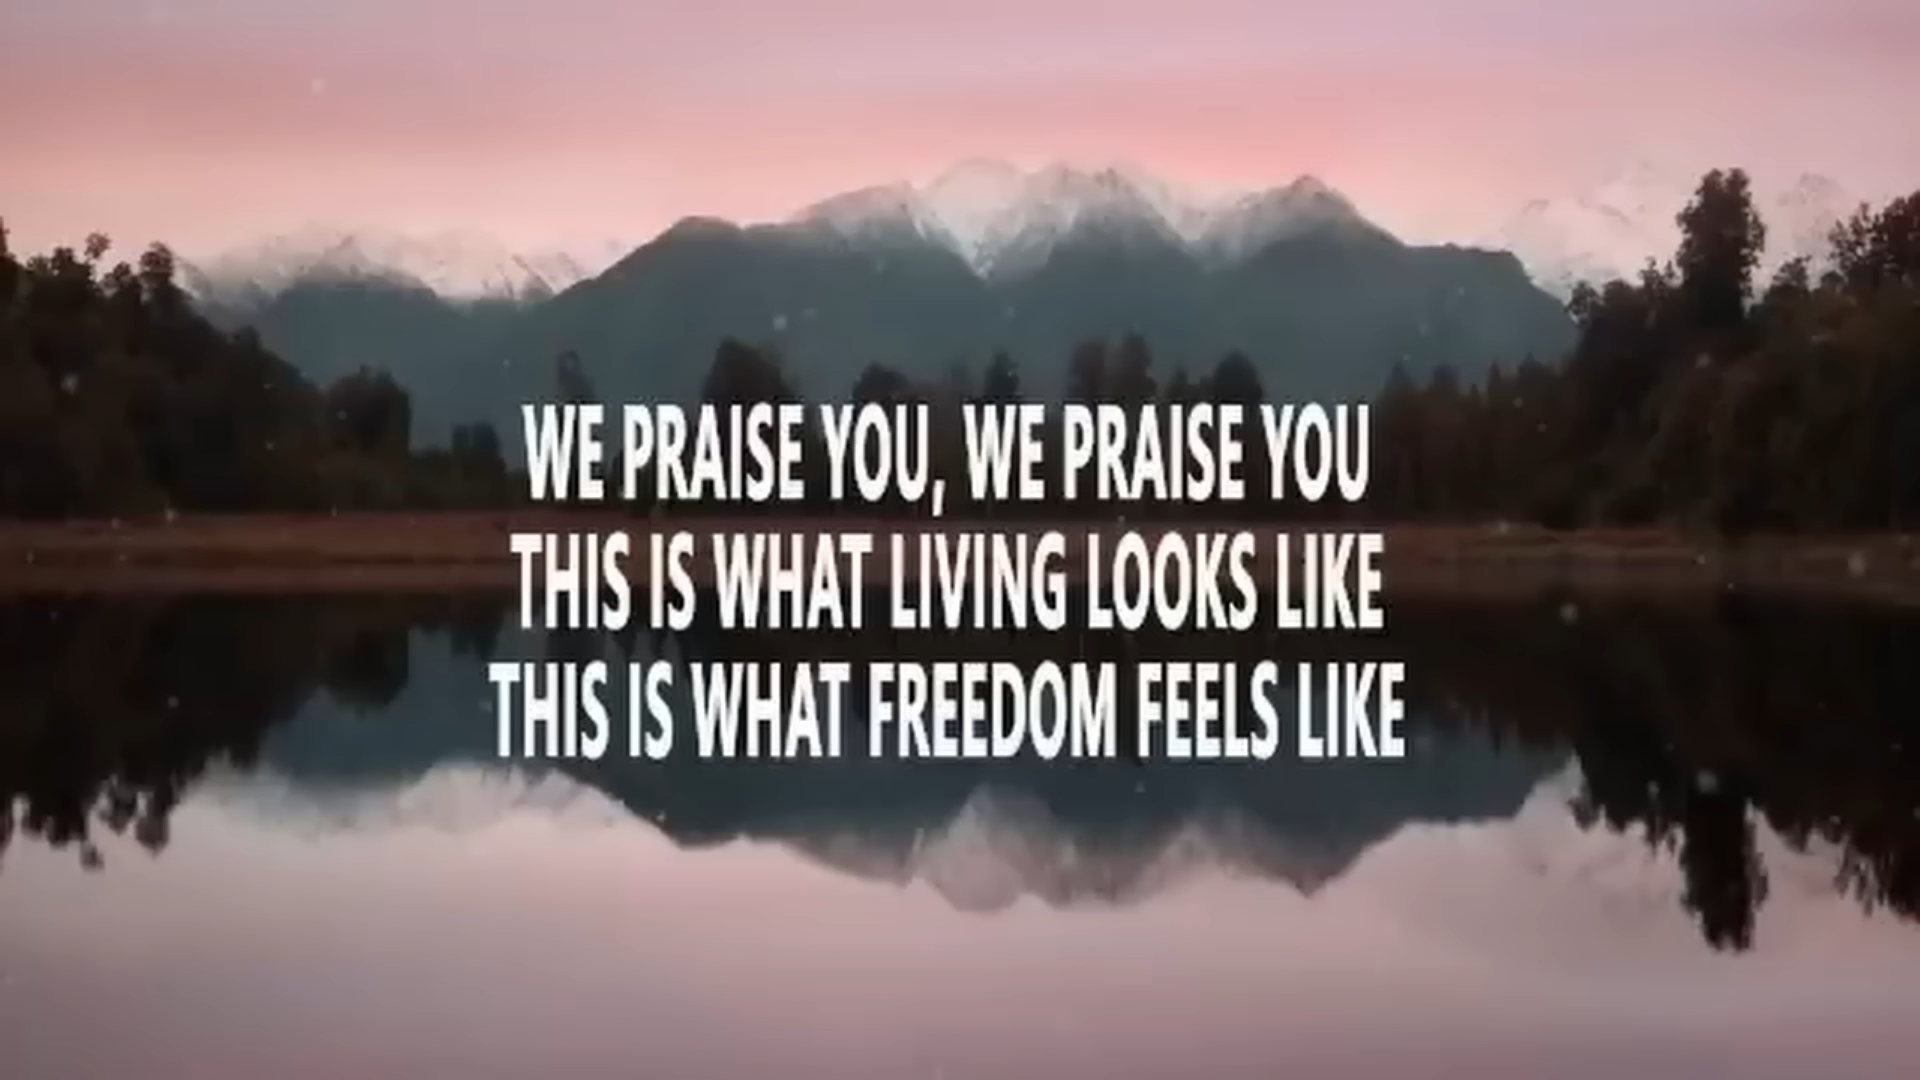 WE PRAISE YOU, WE PRAISE YOU
THIS IS WHAT LIVING LOOKS LIKE
THIS IS WHAT FREEDOM FEELS LIKE